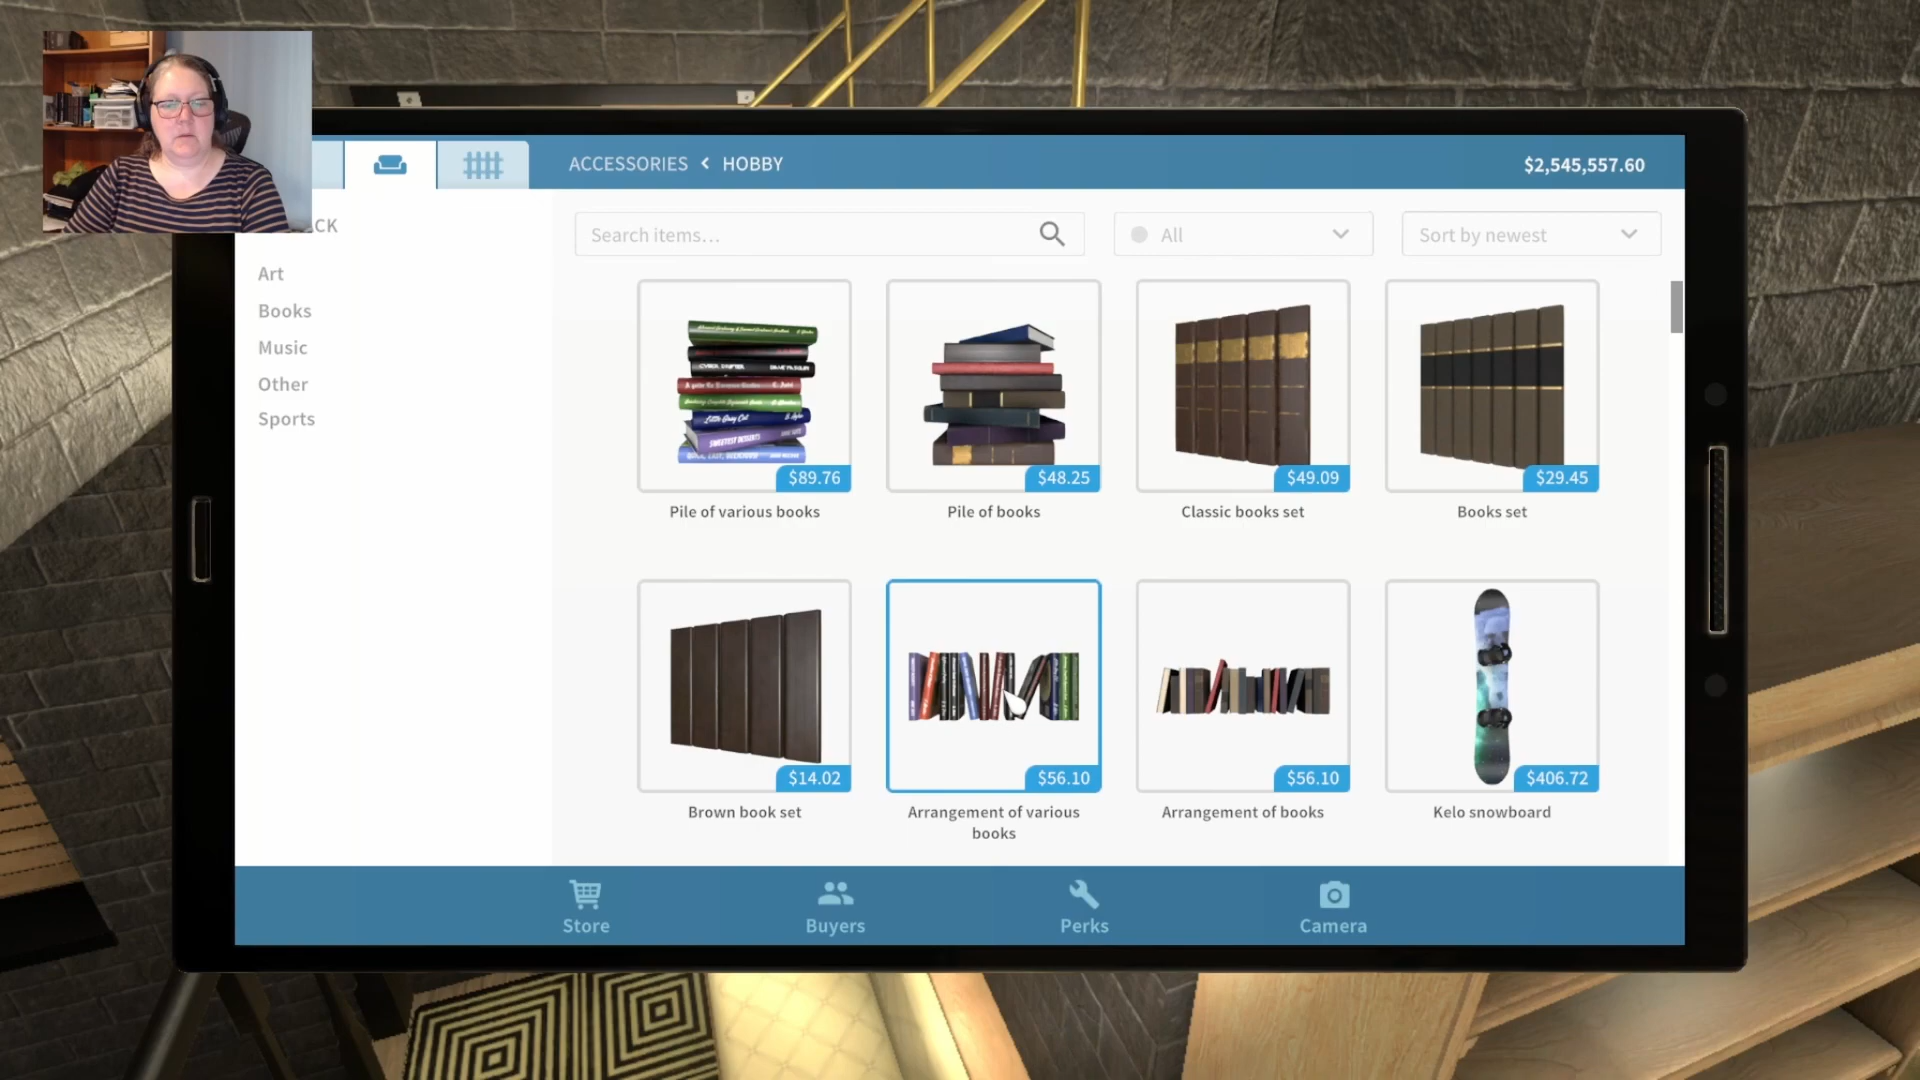 ACCESSORIES < HOBBY
$2,545,557.60
CK
Search items...
All
Sort by newest
Art
Books
Music
Other
Sports
$89.76
$48.25
$49.09
$29.45
Pile of various books
Pile of books
Classic books set
Books set
$14.02
$56.10
$56.10
$406.72
Brown book set
Arrangement of various
books
Arrangement of books
Kelo snowboard
Store
Buyers
Perks
Camera